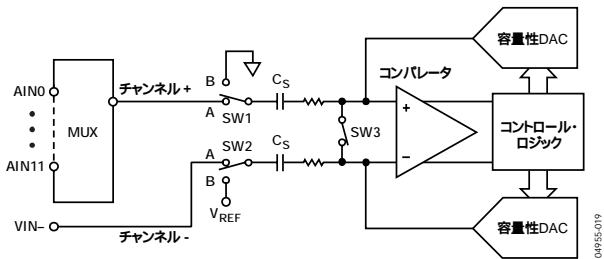 容量性DAC
コンパレータ
AIN0
チャンネル +
B
A
SW1
CS
MUX
+
SW3
コントロール・
ロジック
AIN11
A
SW2
CS
B
−
VREF
VIN–
チャンネル -
容量性DAC
04955-019